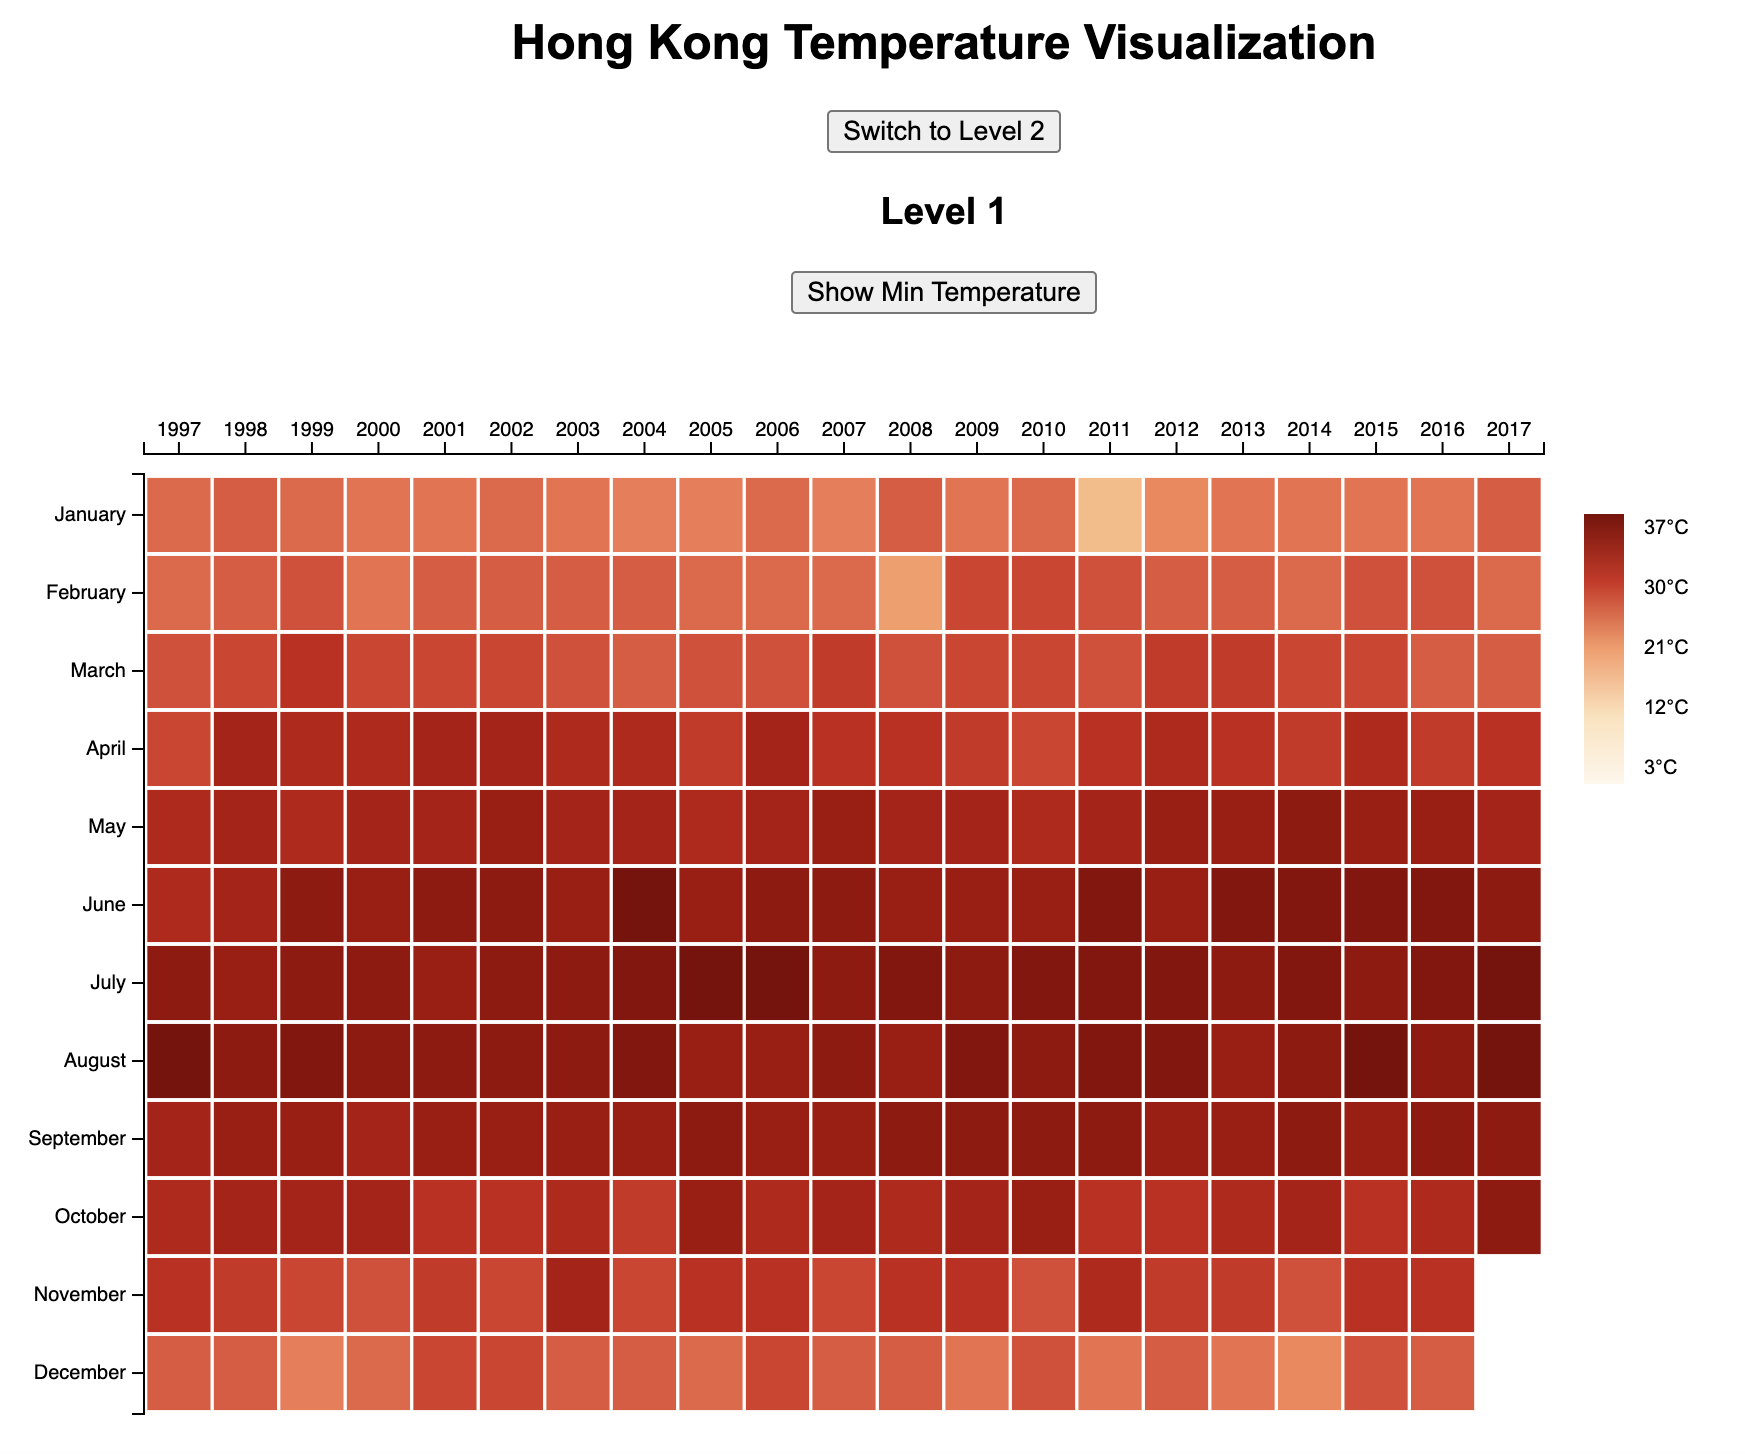 Hong Kong Temperature Visualization
Switch to Level 2
Level 1
Show Min Temperature
1997 1998 1999 2000 2001 2002 2003 2004 2005 2006 2007 2008 2009 2010 2011 2012 2013 2014 2015 2016 2017
January
February
March
April
May
June
July
August
September
October
November
December
37°C
30°C
21°C
12°C
3°C